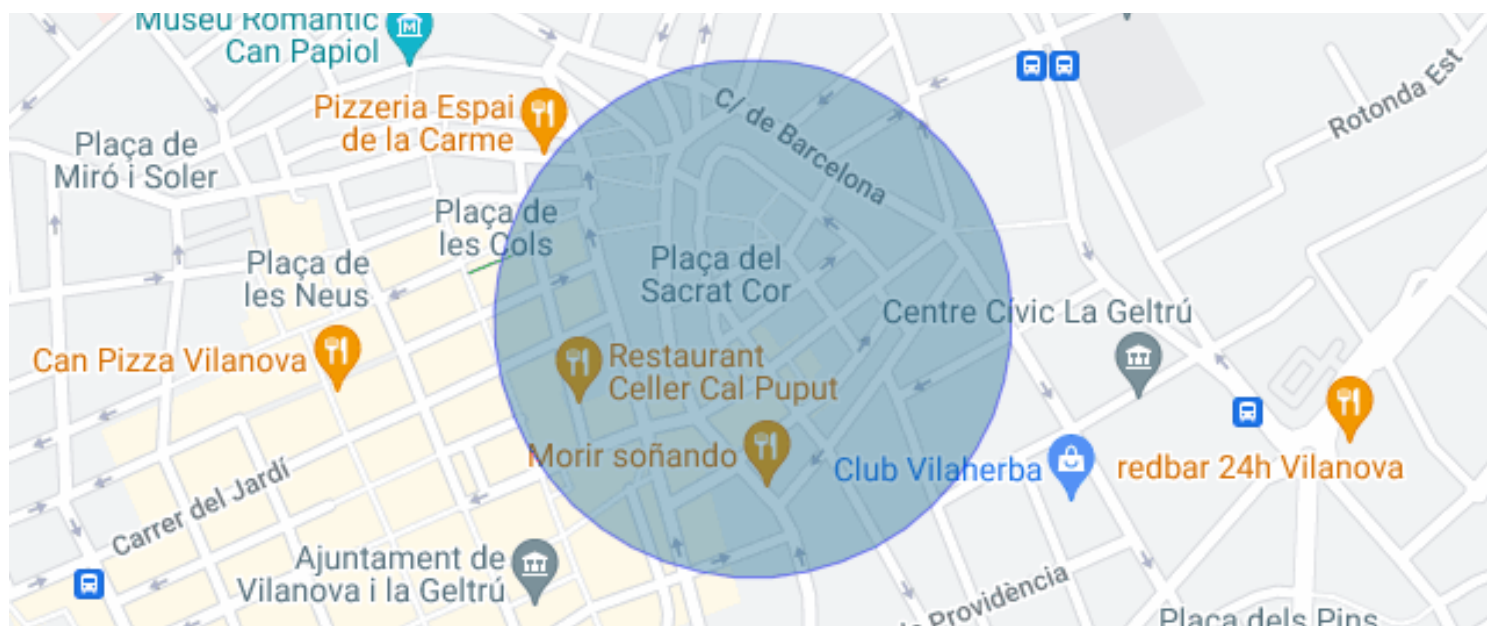 Museu Romàntic
Can Papiol
Pizzeria Espai
de la Carme
C/ de Barcelona
Rotonda Est
Plaça de
Miró i Soler
Plaça de
les Cols
Plaça de
les Neus
Plaça del
Sacrat Cor
Centre Cívic La Geltrú
Can Pizza Vilanova
Restaurant
Celler Cal Puput
Morir soñando
Club Vilaherba
redbar 24h Vilanova
Carrer del Jardí
Ajuntament de
Vilanova i la Geltrú
Providència
Plaça dels Pins